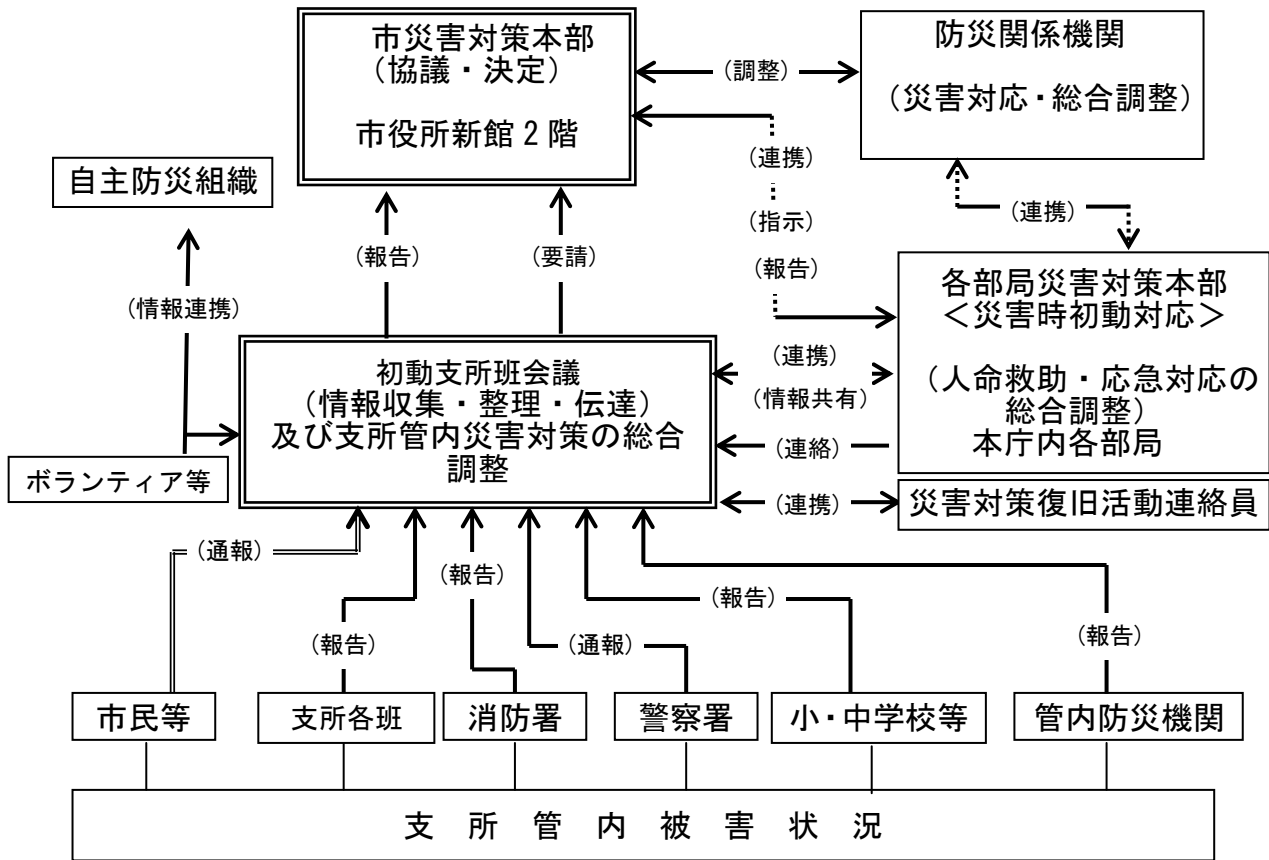 市災害対策本部
(協議・決定)
市役所新館2階
防災関係機関
(災害対応・総合調整)
(調整)
(連携)
(指示)
(報告)
(連携)
自主防災組織
(情報連携)
(報告)
(要請)
各部局災害対策本部
<災害時初動対応>
(人命救助・応急対応の
総合調整)
本庁内各部局
初動支所班会議
(情報収集・整理・伝達)
及び支所管内災害対策の総合
調整
(連携)
(情報共有)
(連絡)
(連携)
ボランティア等
災害対策復旧活動連絡員
(通報)
(報告)
(報告)
(通報)
(報告)
(報告)
市民等
支所各班
消防署
警察署
小・中学校等
管内防災機関
支所管内被害状況